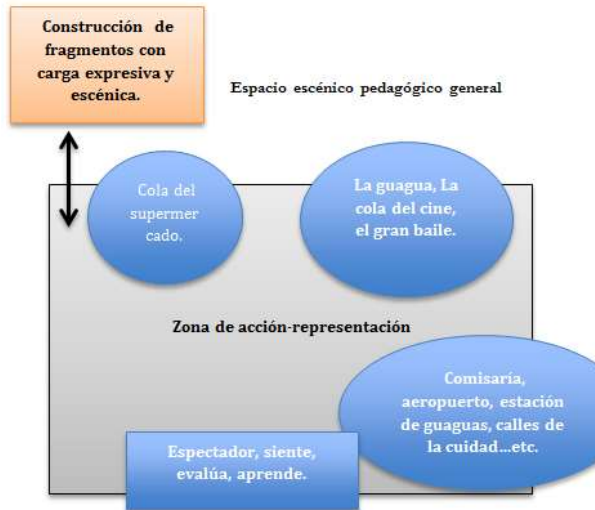 Construcción de
fragmentos con
carga expresiva y
escénica.
Espacio escénico pedagógico general
Cola del
supermer
cado.
La guagua, La
cola del cine,
el gran baile.
Zona de acción-representación
Comisaría,
aeropuerto, estación
de guaguas, calles de
la cuidad...etc.
Espectador, siente,
evalúa, aprende.